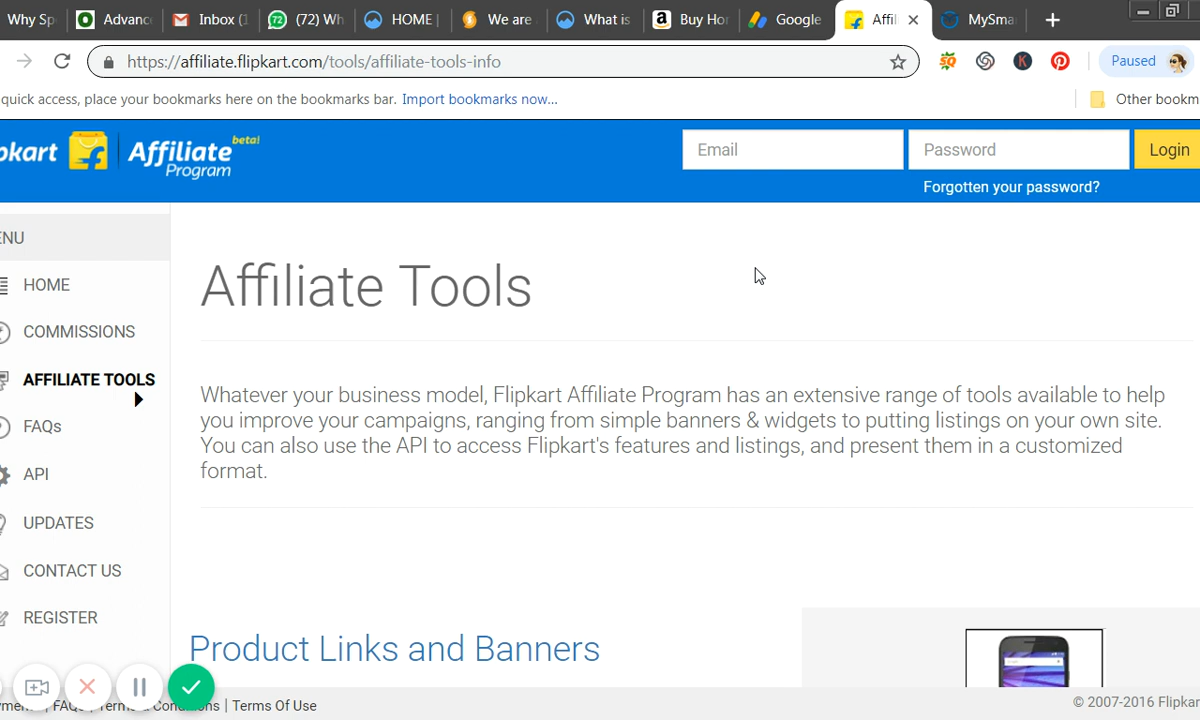 Why Sp
Advanc
Inbox (1
(72) Wh
HOME |
We are
What is
Buy Hor
Google
Affil
MySma
https://affiliate.flipkart.com/tools/affiliate-tools-info
SQ
K
Paused
quick access, place your bookmarks here on the bookmarks bar. Import bookmarks now...
Other bookm
pkart
Affiliate beta!
Program
Email
Password
Login
Forgotten your password?
ENU
HOME
COMMISSIONS
AFFILIATE TOOLS
FAQs
API
UPDATES
CONTACT US
REGISTER
Affiliate Tools
Whatever your business model, Flipkart Affiliate Program has an extensive range of tools available to help
you improve your campaigns, ranging from simple banners & widgets to putting listings on your own site.
You can also use the API to access Flipkart's features and listings, and present them in a customized
format.
Product Links and Banners
FAQs Terms & Conditions | Terms Of Use
© 2007-2016 Flipkar